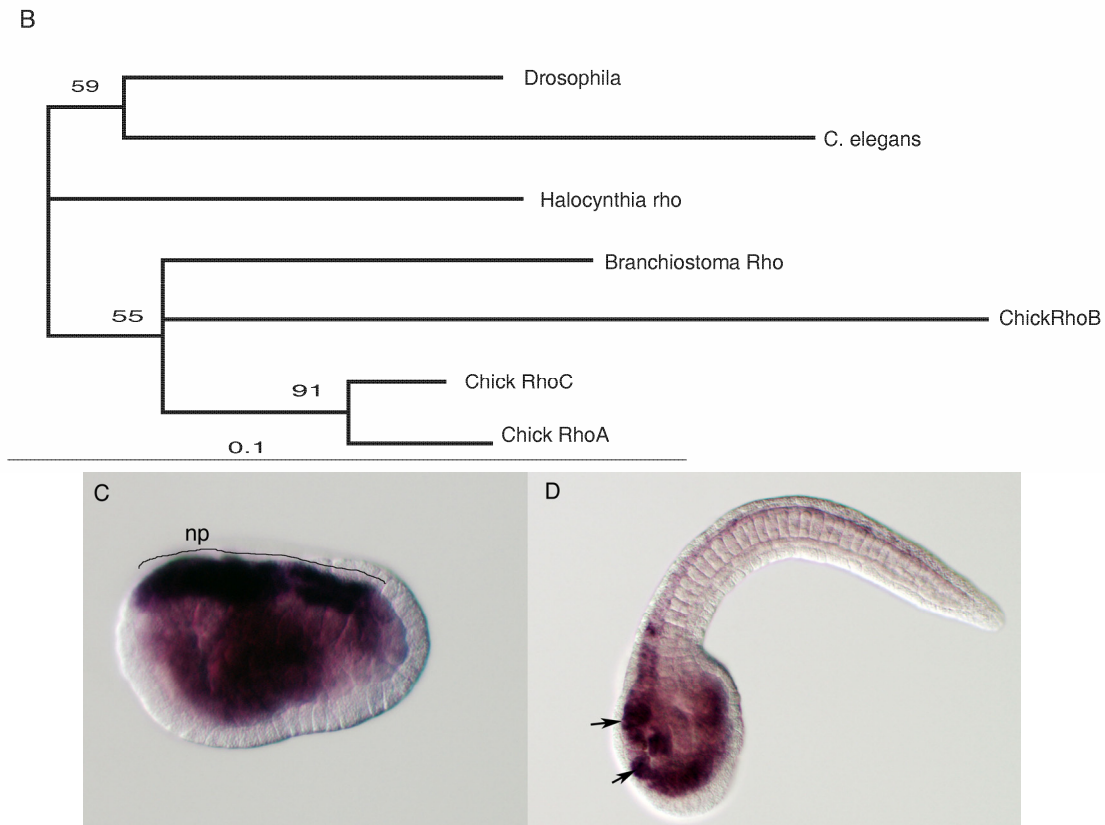 B
59
Drosophila
C. elegans
Halocynthia rho
Branchiostoma Rho
55
ChickRhoB
91
Chick RhoC
Chick RhoA
0.1
C
np
D